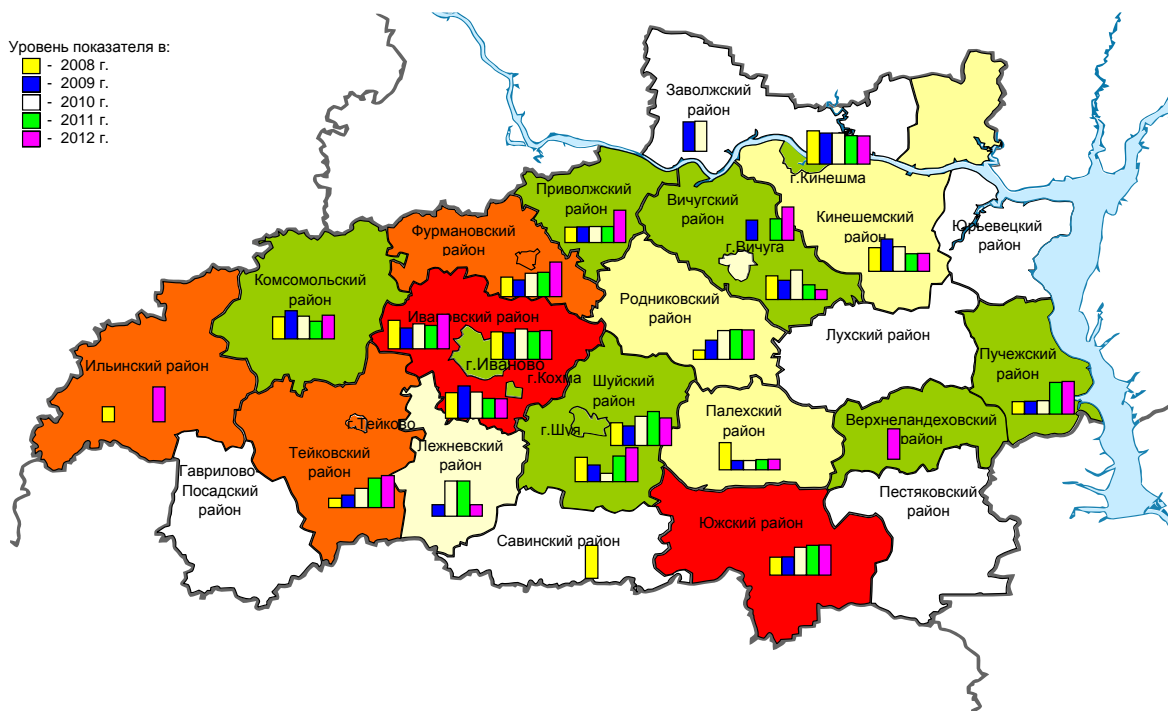 Уровень показателя в:
- 2008 г.
- 2009 г.
- 2010 г.
- 2011 г.
- 2012 г.
Заволжский
район
г.Кинешма
Приволжский
район
Вичугский
район
Кинешемский
район
Юрьевецкий
район
Фурмановский
район
г.Вичуга
Комсомольский
район
Родниковский
район
Ивановский район
Лухский район
Ильинский район
г.Иваново
г.Кохма
Шуйский
район
Пучежский
район
Палехский
район
Верхнеландеховский
район
г.Тейково
г.Шуя
Лежневский
район
Тейковский
район
Гаврилово-
Посадский
район
Пестяковский
район
Южский район
Савинский район